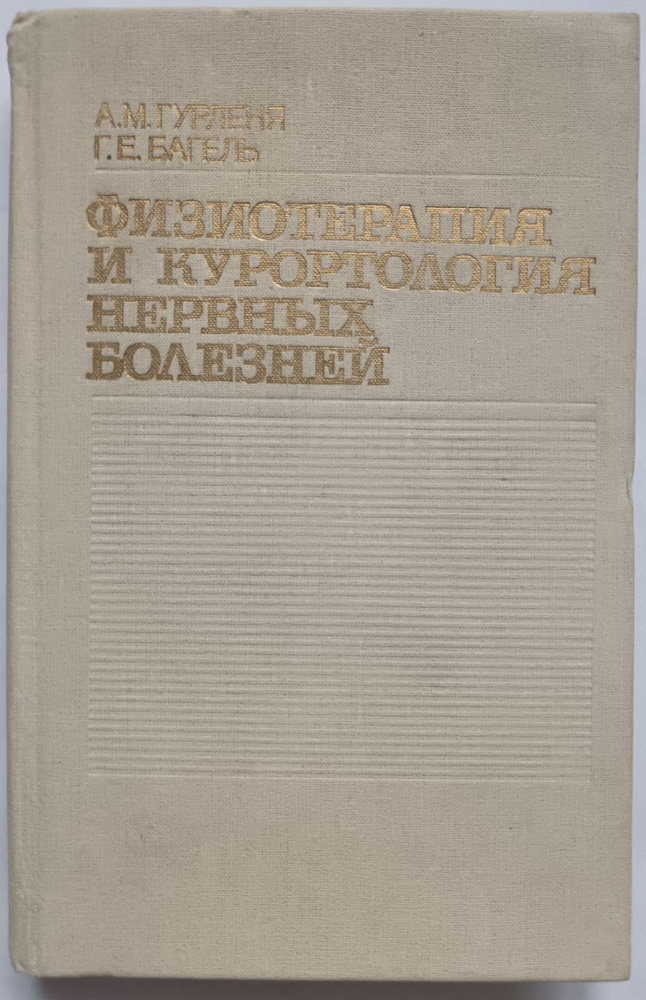 А.М.ГУРЛЕНЯ
Г.Е.БАГЕЛЬ
ФИЗИОТЕРАПИЯ
И КУРОРТОЛОГИЯ
НЕРВНЫХ
БОЛЕЗНЕЙ